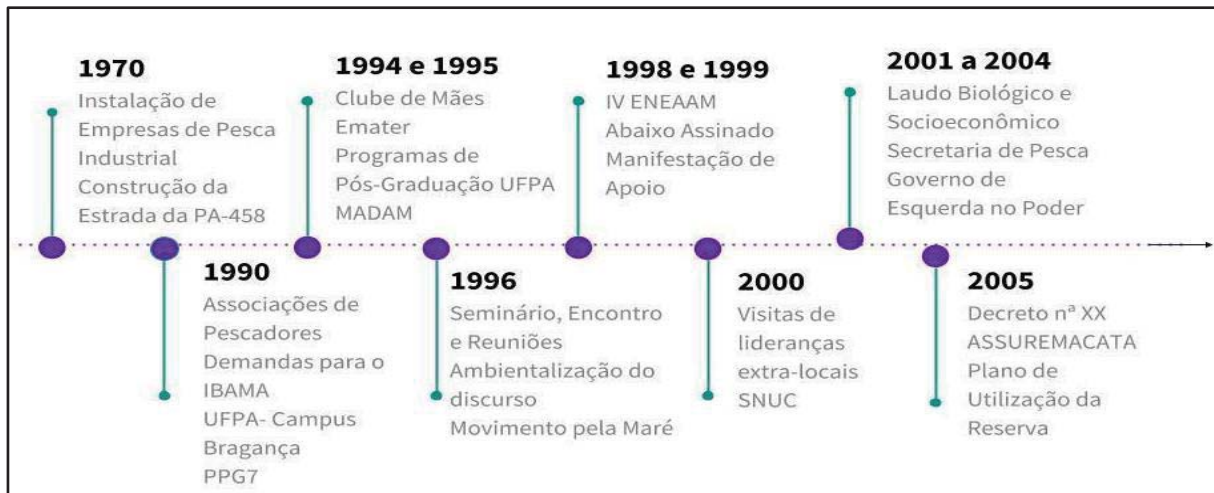 1970
Instalação de
Empresas de Pesca
Industrial
Construção da
Estrada da PA-458
1990
Associações de
Pescadores
Demandas para o
IBAMA
UFPA- Campus
Bragança
PPG7
1994 e 1995
Clube de Mães
Emater
Programas de
Pós-Graduação UFPA
MADAM
1996
Seminário, Encontro
e Reuniões
Ambientalização do
discurso
Movimento pela Maré
1998 e 1999
IV ENEAAM
Abaixo Assinado
Manifestação de
Apoio
2000
Visitas de
lideranças
extra-locais
SNUC
2001 a 2004
Laudo Biológico e
Socioeconômico
Secretaria de Pesca
Governo de
Esquerda no Poder
2005
Decreto nª XX
ASSUREMACATA
Plano de
Utilização da
Reserva